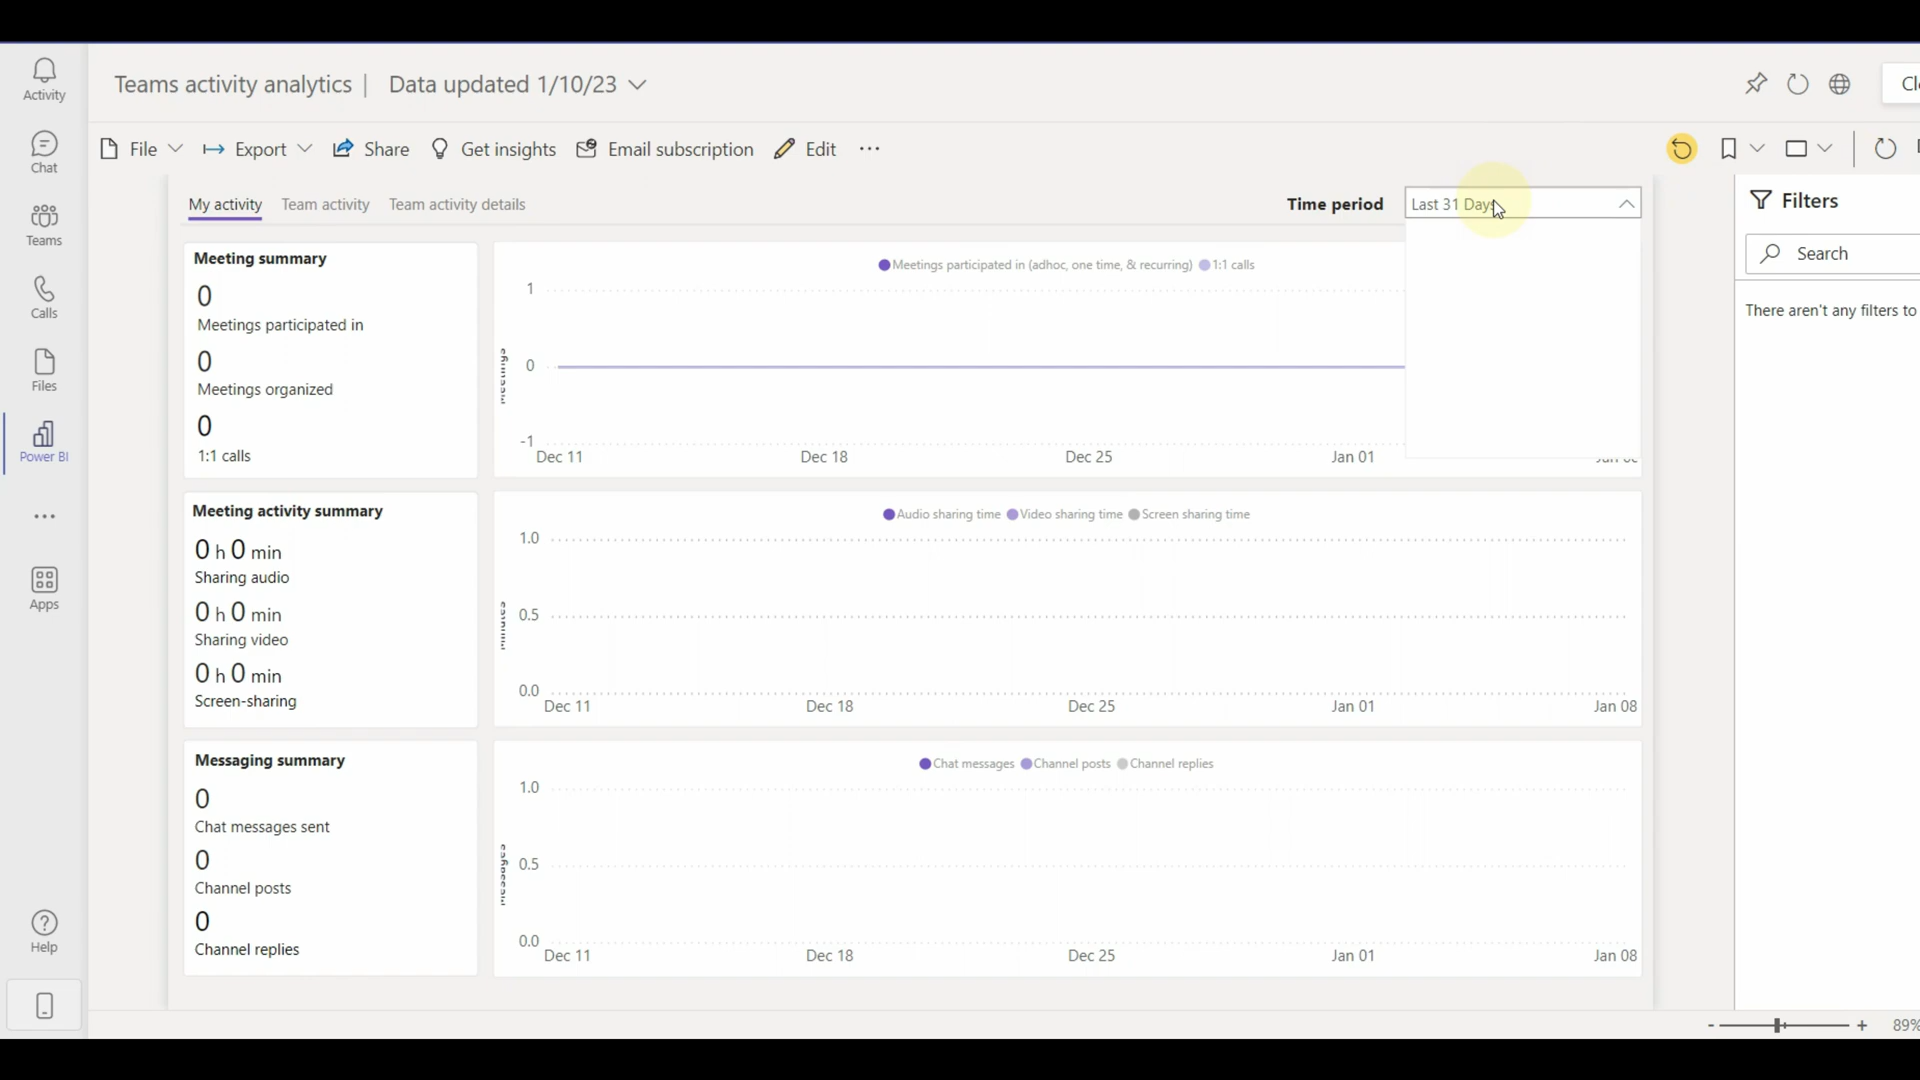 Activity
Chat
Teams
Calls
Files
Power BI
Apps
Help
Teams activity analytics | Data updated 1/10/23
File Export Share Get insights Email subscription Edit
My activity Team activity Team activity details
Time period Last 31 Days
Meeting summary
0
Meetings participated in
0
Meetings organized
0
1:1 calls
Meetings participated in (adhoc, one time, & recurring) 1:1 calls
1
0
-1
Dec 11 Dec 18 Dec 25 Jan 01
Meeting activity summary
0 h 0 min
Sharing audio
0 h 0 min
Sharing video
0 h 0 min
Screen-sharing
Audio sharing time Video sharing time Screen sharing time
1.0
0.5
0.0
Dec 11 Dec 18 Dec 25 Jan 01 Jan 08
Messaging summary
0
Chat messages sent
0
Channel posts
0
Channel replies
Chat messages Channel posts Channel replies
1.0
0.5
0.0
Dec 11 Dec 18 Dec 25 Jan 01 Jan 08
Filters
Search
There aren't any filters to
- + 89%